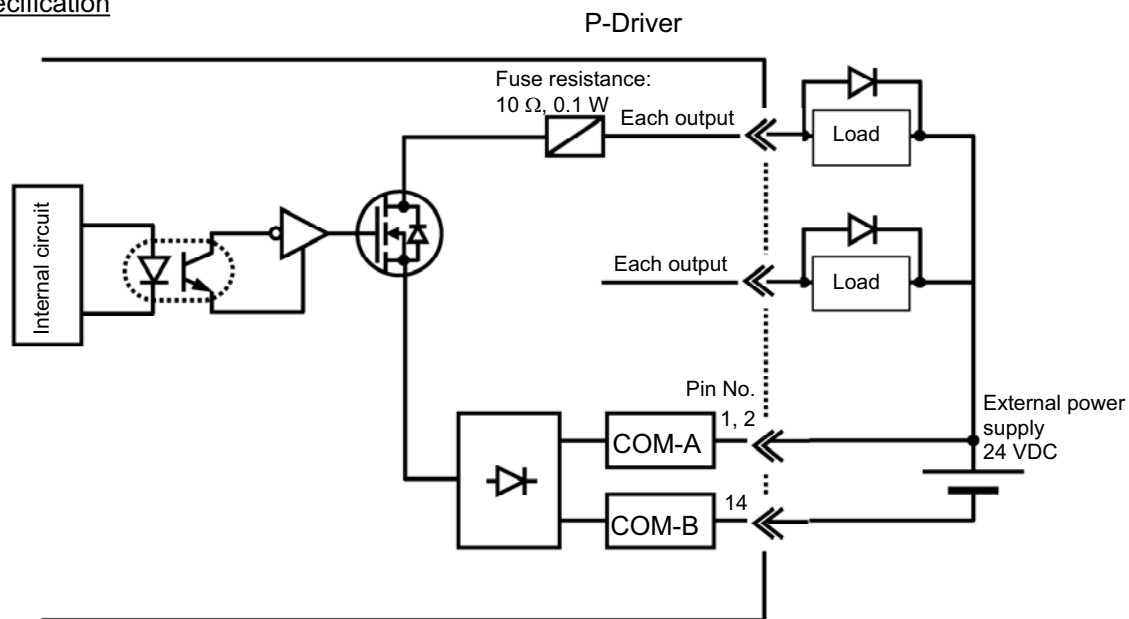 P-Driver
Fuse resistance:
10 Ω, 0.1 W
Each output
Load
Internal circuit
Each output
Load
Pin No.
1, 2
COM-A
External power
supply
24 VDC
14
COM-B